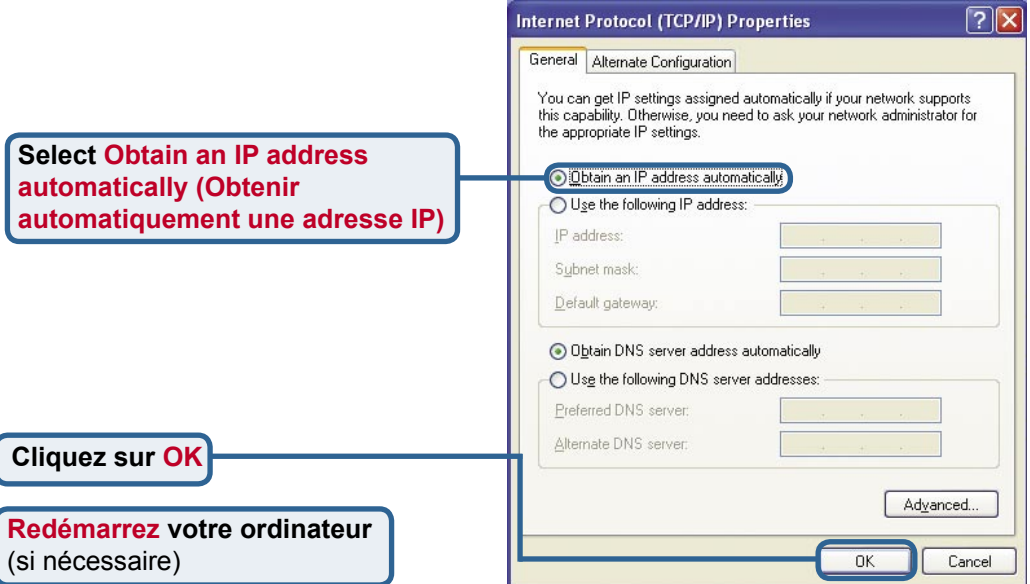 Internet Protocol (TCP/IP) Properties
General
Alternate Configuration
You can get IP settings assigned automatically if your network supports
this capability. Otherwise, you need to ask your network administrator for
the appropriate IP settings.
Select Obtain an IP address
automatically (Obtenir
automatiquement une adresse IP)
Obtain an IP address automatically
Use the following IP address:
IP address:
Subnet mask:
Default gateway:
Obtain DNS server address automatically
Use the following DNS server addresses:
Preferred DNS server:
Alternate DNS server:
Cliquez sur OK
Advanced...
Redémarrez votre ordinateur
(si nécessaire)
OK
Cancel